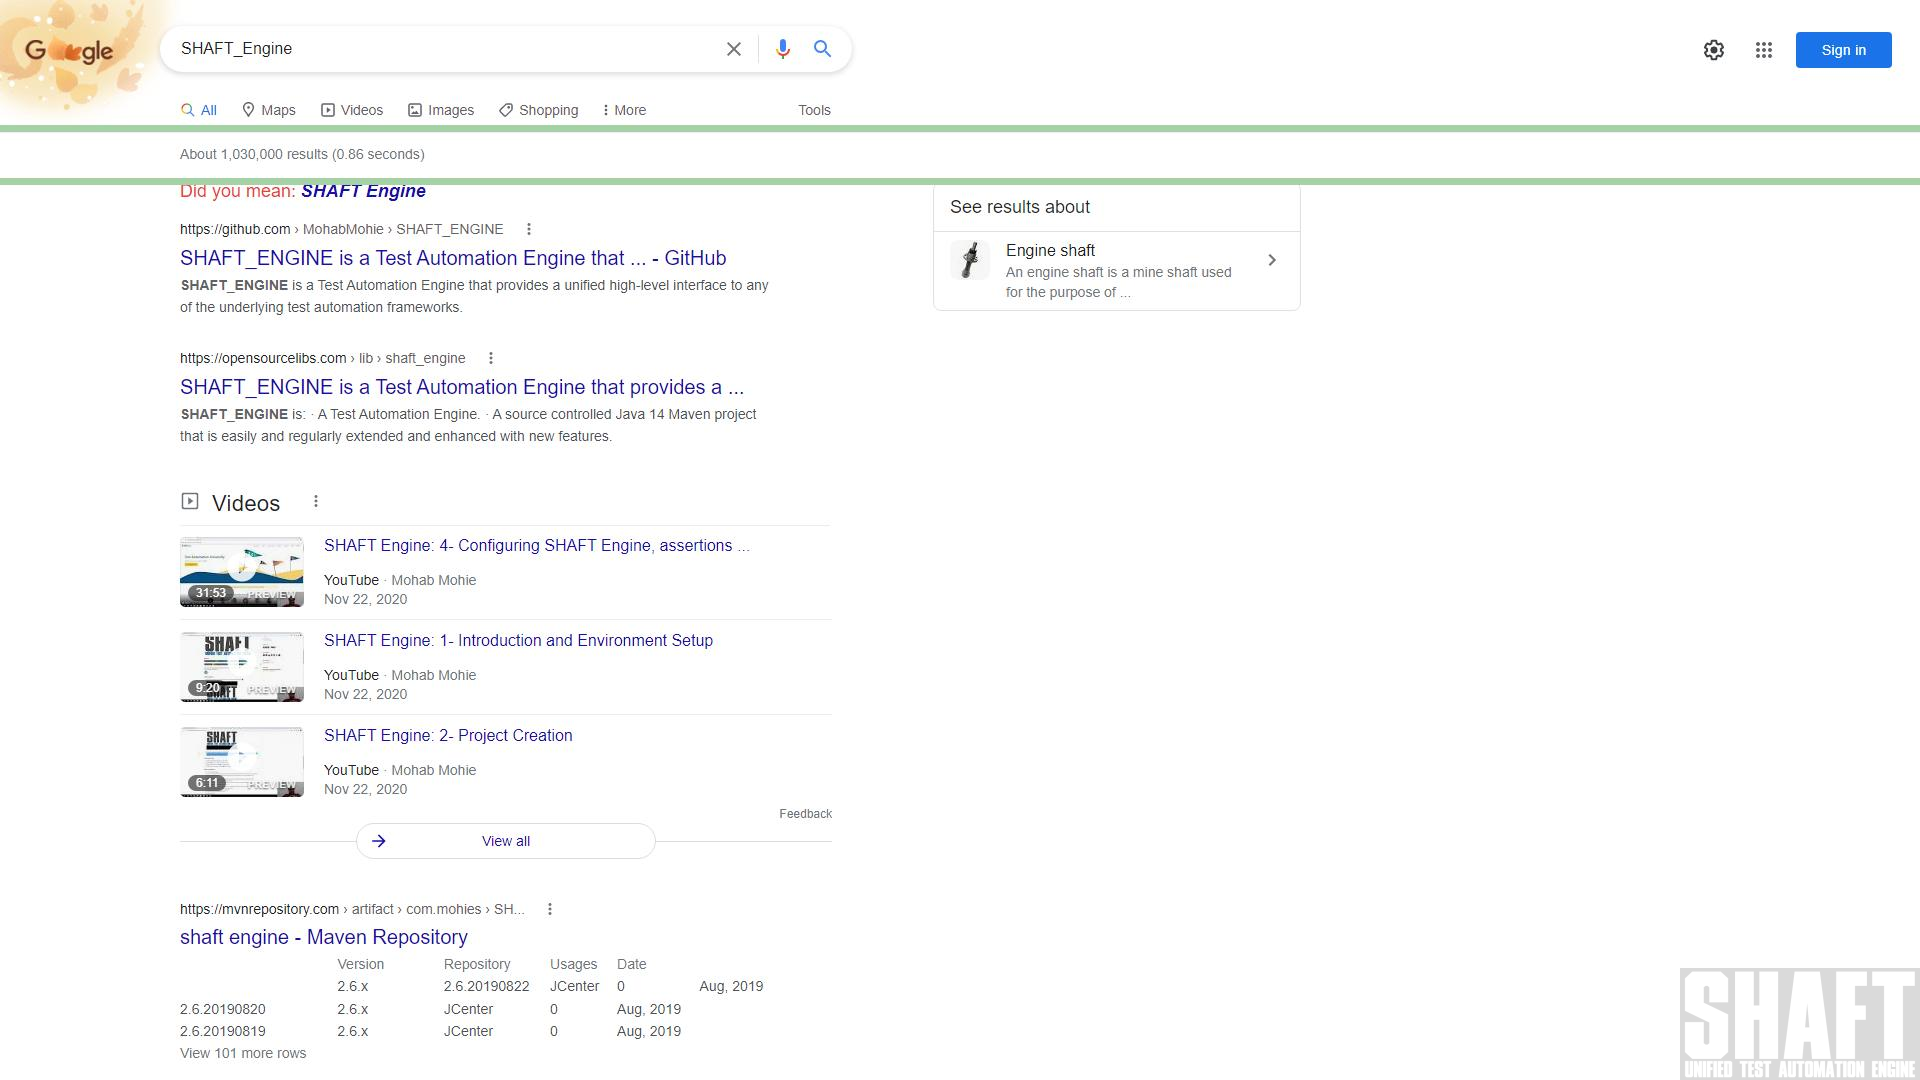 Google
SHAFT_Engine
Sign in
All
Maps
Videos
Images
Shopping
More
Tools
About 1,030,000 results (0.86 seconds)
Did you mean: SHAFT Engine
https://github.com › MohabMohie › SHAFT_ENGINE
SHAFT_ENGINE is a Test Automation Engine that ... - GitHub
SHAFT_ENGINE is a Test Automation Engine that provides a unified high-level interface to any
of the underlying test automation frameworks.
https://opensourcelibs.com › lib › shaft_engine
SHAFT_ENGINE is a Test Automation Engine that provides a ...
SHAFT_ENGINE is: · A Test Automation Engine. · A source controlled Java 14 Maven project
that is easily and regularly extended and enhanced with new features.
See results about
Engine shaft
An engine shaft is a mine shaft used
for the purpose of ...
Videos
SHAFT Engine: 4- Configuring SHAFT Engine, assertions ...
31:53
PREVIEW
YouTube · Mohab Mohie
Nov 22, 2020
SHAFT Engine: 1- Introduction and Environment Setup
SHAFT
9:20
PREVIEW
YouTube · Mohab Mohie
Nov 22, 2020
SHAFT Engine: 2- Project Creation
SHAFT
6:11
PREVIEW
YouTube · Mohab Mohie
Nov 22, 2020
Feedback
View all
https://mvnrepository.com › artifact › com.mohies › SH...
shaft engine - Maven Repository
Version Repository Usages Date
2.6.x 2.6.20190822 JCenter 0 Aug, 2019
2.6.20190820 2.6.x JCenter 0 Aug, 2019
2.6.20190819 2.6.x JCenter 0 Aug, 2019
View 101 more rows
SHAFT
UNIFIED TEST AUTOMATION ENGINE